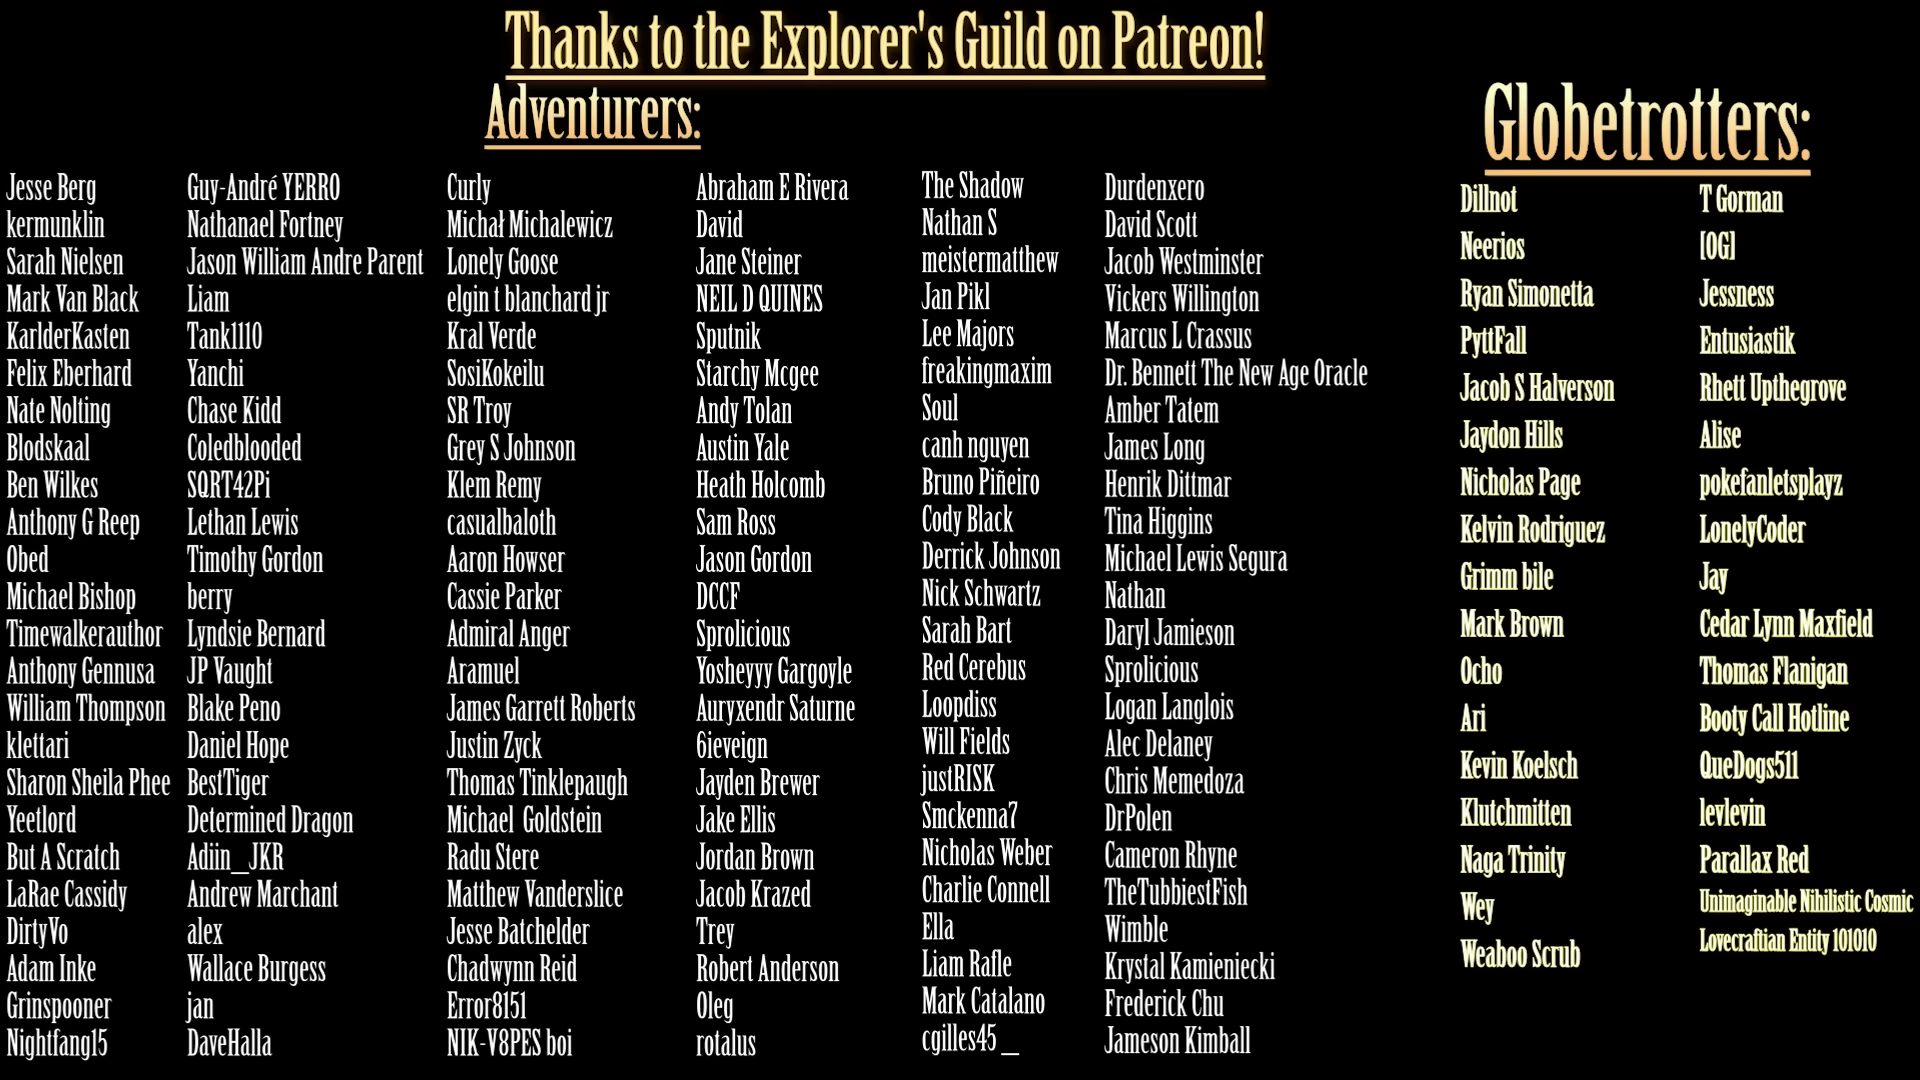 Thanks to the Explorer's Guild on Patreon!
Adventurers:
Jesse Berg
kermunklin
Sarah Nielsen
Mark Van Black
KarlderKasten
Felix Eberhard
Nate Nolting
Blodskaal
Ben Wilkes
Anthony G Reep
Obed
Michael Bishop
Timewalkerauthor
Anthony Gennusa
William Thompson
klettari
Sharon Sheila Phee
Yeetlord
But A Scratch
LaRae Cassidy
DirtyVo
Adam Inke
Grinspooner
Nightfang15
Guy-André YERRO
Nathanael Fortney
Jason William Andre Parent
Liam
Tank1110
Yanchi
Chase Kidd
Coledblooded
SQRT42Pi
Lethan Lewis
Timothy Gordon
berry
Lyndsie Bernard
JP Vaught
Blake Peno
Daniel Hope
BestTiger
Determined Dragon
Adiin_JKR
Andrew Marchant
alex
Wallace Burgess
jan
DaveHalla
Curly
Michał Michalewicz
Lonely Goose
elgin t blanchard jr
Kral Verde
SosiKokeilu
SR Troy
Grey S Johnson
Klem Remy
casualbaloth
Aaron Howser
Cassie Parker
Admiral Anger
Aramuel
James Garrett Roberts
Justin Zyck
Thomas Tinklepaugh
Michael Goldstein
Radu Stere
Matthew Vanderslice
Jesse Batchelder
Chadwynn Reid
Error8151
N1K-V8PES boi
Abraham E Rivera
David
Jane Steiner
NEIL D QUINES
Sputnik
Starchy Mcgee
Andy Tolan
Austin Yale
Heath Holcomb
Sam Ross
Jason Gordon
DCCF
Sprolicious
Yosheyyy Gargoyle
Auryxendr Saturne
6ieveign
Jayden Brewer
Jake Ellis
Jordan Brown
Jacob Krazed
Trey
Robert Anderson
Oleg
rotalus
The Shadow
Nathan S
meistermatthew
Jan Pikl
Lee Majors
freakingmaxim
Soul
canh nguyen
Bruno Piñeiro
Cody Black
Derrick Johnson
Nick Schwartz
Sarah Bart
Red Cerebus
Loopdiss
Will Fields
justRISK
Smckenna7
Nicholas Weber
Charlie Connell
Ella
Liam Rafle
Mark Catalano
cgilles45 _
Durdenxero
David Scott
Jacob Westminster
Vickers Willington
Marcus L Crassus
Dr. Bennett The New Age Oracle
Amber Tatem
James Long
Henrik Dittmar
Tina Higgins
Michael Lewis Segura
Nathan
Daryl Jamieson
Sprolicious
Logan Langlois
Alec Delaney
Chris Memedoza
DrPolen
Cameron Rhyne
TheTubbiestFish
Wimble
Krystal Kamieniecki
Frederick Chu
Jameson Kimball
Globetrotters:
Dillnot
Neerios
Ryan Simonetta
PyttFall
Jacob S Halverson
Jaydon Hills
Nicholas Page
Kelvin Rodriguez
Grimm bile
Mark Brown
Ocho
Ari
Kevin Koelsch
Klutchmitten
Naga Trinity
Wey
Weaboo Scrub
T Gorman
[OG]
Jessness
Entusiastik
Rhett Upthegrove
Alise
pokefanletsplayz
LonelyCoder
Jay
Cedar Lynn Maxfield
Thomas Flanigan
Booty Call Hotline
QueDogs511
levlevin
Parallax Red
Unimaginable Nihilistic Cosmic
Lovecraftian Entity 101010